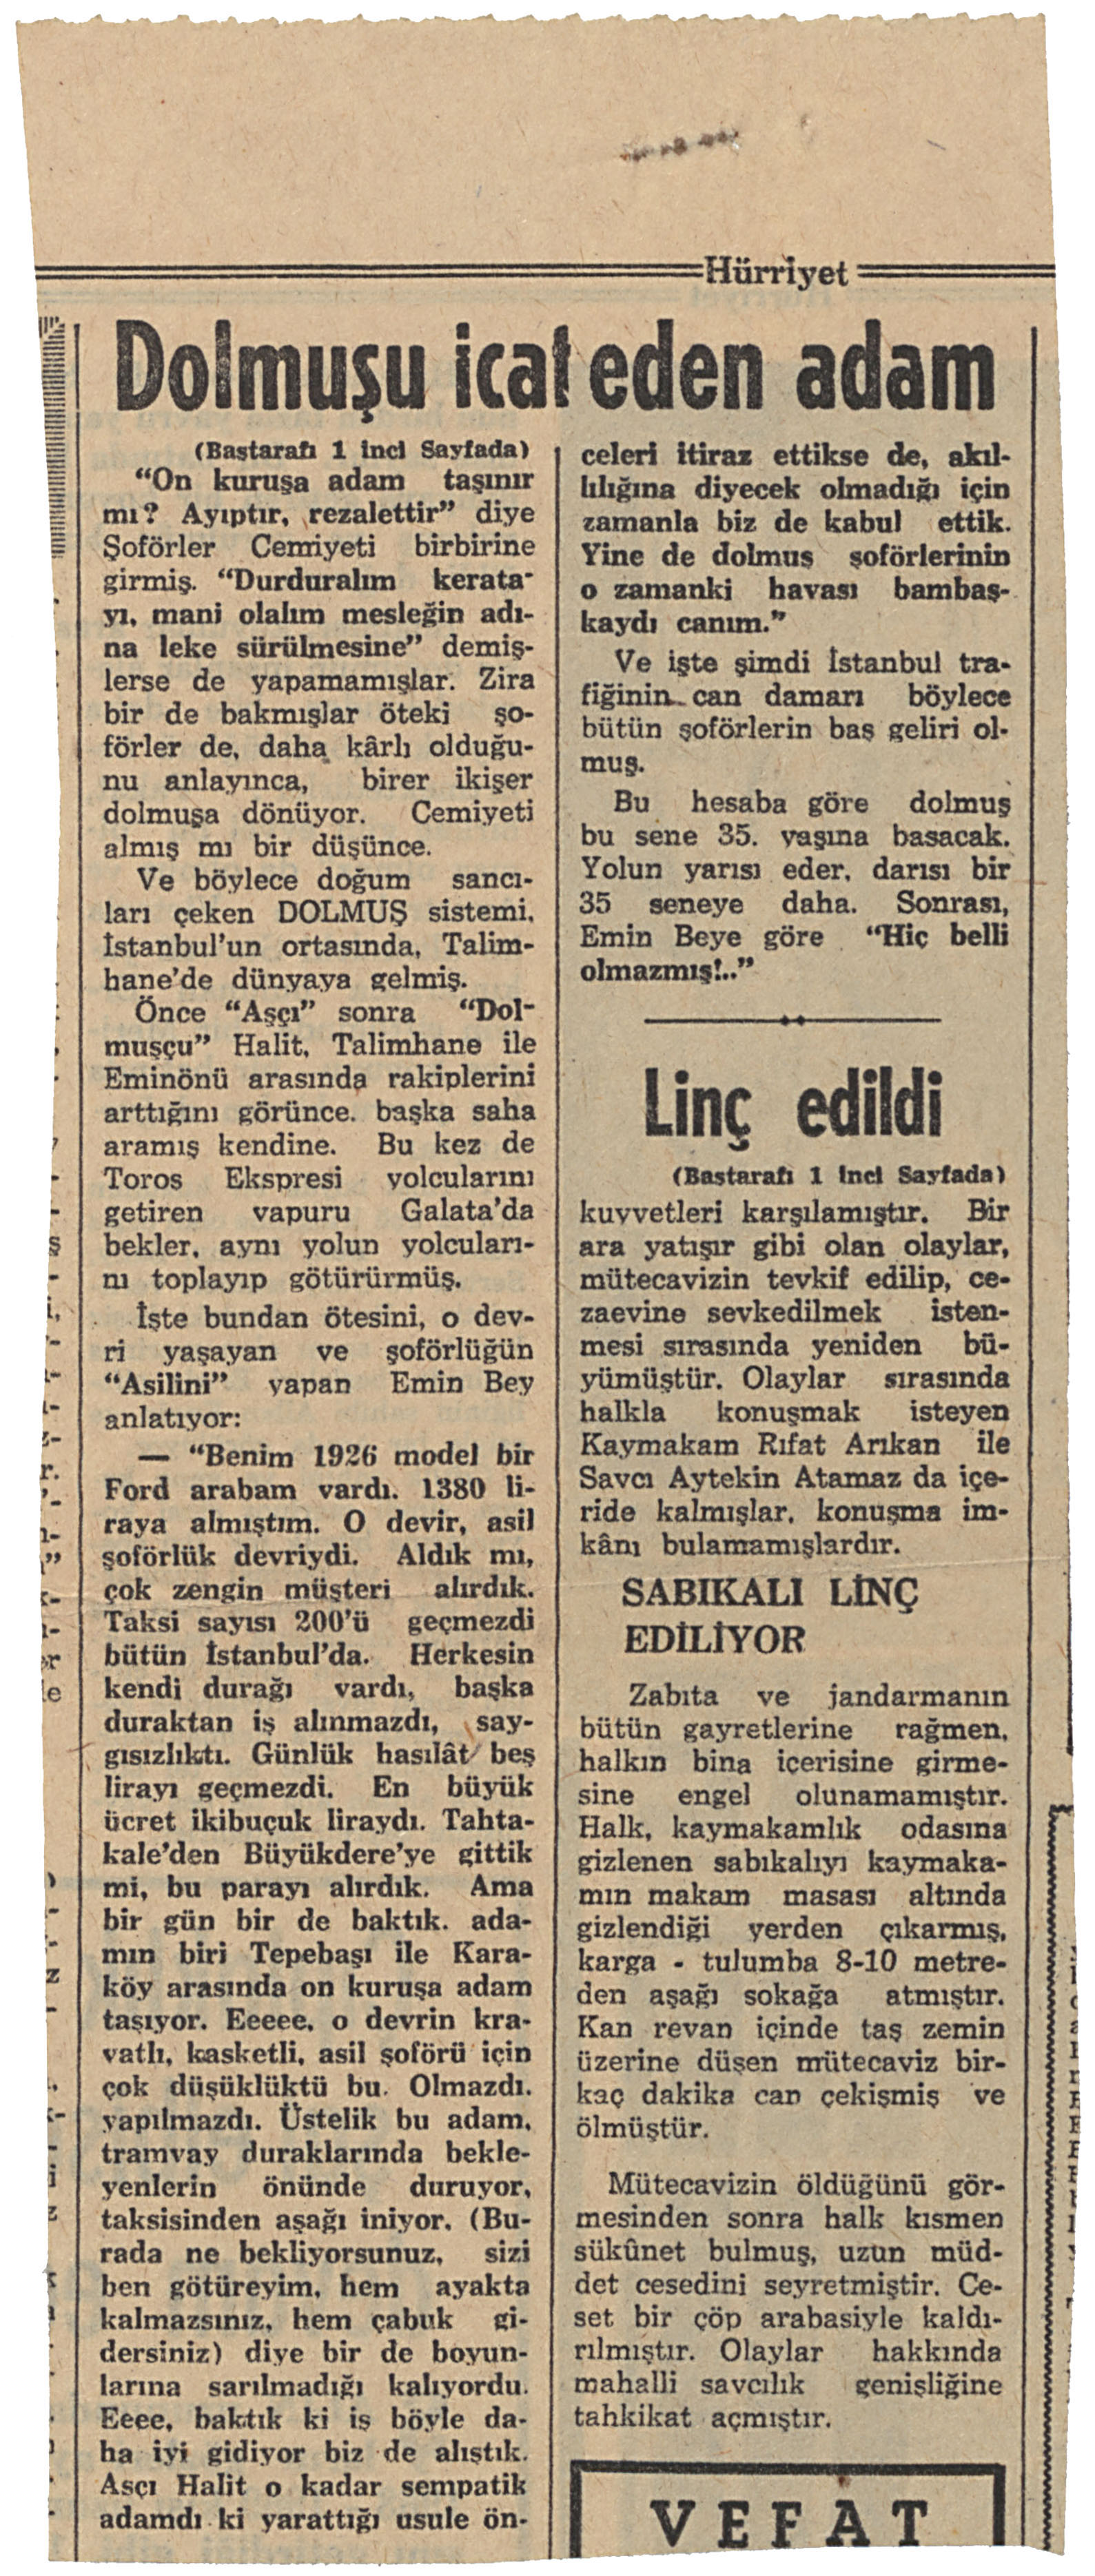 Hürriyet
Dolmuşu icat eden adam
(Baştarafı 1 inci Sayfada)
“On kuruşa adam taşınır
mı? Ayıptır, rezalettir” diye
Şoförler Cemiyeti birbirine
girmiş. “Durduralım kerata-
yı, mani olalım mesleğin adı-
na leke sürülmesine” demiş-
lerse de yapamamışlar. Zira
bir de bakmışlar öteki şo-
förler de, daha kârlı olduğu-
nu anlayınca, birer ikişer
dolmuşa dönüyor. Cemiyeti
almış mı bir düşünce.
Ve böylece doğum sancı-
ları çeken DOLMUŞ sistemi,
İstanbul'un ortasında, Talim-
hane'de dünyaya gelmiş.
Önce “Aşçı” sonra “Dol-
muşçu” Halit, Talimhane ile
Eminönü arasında rakiplerini
arttığını görünce, başka saha
aramış kendine. Bu kez de
Toros Ekspresi yolcularını
getiren vapuru Galata'da
bekler, aynı yolun yolcuları-
nı toplayıp götürürmüş.
İşte bundan ötesini, o dev-
ri yaşayan ve şoförlüğün
“Asilini” yapan Emin Bey
anlatıyor:
— “Benim 1926 model bir
Ford arabam vardı. 1380 li-
raya almıştım. O devir, asil
şoförlük devriydi. Aldık mı,
çok zengin müşteri alırdık.
Taksi sayısı 200'ü geçmezdi
bütün İstanbul'da. Herkesin
kendi durağı vardı, başka
duraktan iş alınmazdı, say-
gısızlıktı. Günlük hasılât beş
lirayı geçmezdi. En büyük
ücret ikibuçuk liraydı. Tahta-
kale'den Büyükdere'ye gittik
mi, bu parayı alırdık. Ama
bir gün bir de baktık. ada-
mın biri Tepebaşı ile Kara-
köy arasında on kuruşa adam
taşıyor. Eeeee, o devrin kra-
vatlı, kasketli, asil şoförü için
çok düşüklüktü bu. Olmazdı.
yapılmazdı. Üstelik bu adam,
tramvay duraklarında bekle-
yenlerin önünde duruyor,
taksisinden aşağı iniyor, (Bu-
rada ne bekliyorsunuz, sizi
ben götüreyim, hem ayakta
kalmazsınız, hem çabuk gi-
dersiniz) diye bir de boyun-
larına sarılmadığı kalıyordu.
Eeee, baktık ki iş böyle da-
ha iyi gidiyor biz de alıştık.
Aşçı Halit o kadar sempatik
adamdı ki yarattığı usule ön-
celeri itiraz ettikse de, akıl-
lılığına diyecek olmadığı için
zamanla biz de kabul ettik.
Yine de dolmuş şoförlerinin
o zamanki havası bambaş-
kaydı canım.”
Ve işte şimdi İstanbul tra-
fiğinin can damarı böylece
bütün şoförlerin baş geliri ol-
muş.
Bu hesaba göre dolmuş
bu sene 35. yaşına basacak.
Yolun yarısı eder, darısı bir
35 seneye daha. Sonrası,
Emin Beye göre “Hiç belli
olmazmış!..”
Linç edildi
(Baştarafı 1 inci Sayfada)
kuvvetleri karşılamıştır. Bir
ara yatışır gibi olan olaylar,
mütecavizin tevkif edilip, ce-
zaevine sevkedilmek isten-
mesi sırasında yeniden bü-
yümüştür. Olaylar sırasında
halkla konuşmak isteyen
Kaymakam Rıfat Arıkan ile
Savcı Aytekin Atamaz da içe-
ride kalmışlar, konuşma im-
kânı bulamamışlardır.
SABIKALI LİNÇ
EDİLİYOR
Zabıta ve jandarmanın
bütün gayretlerine rağmen,
halkın bina içerisine girme-
sine engel olunamamıştır.
Halk, kaymakamlık odasına
gizlenen sabıkalıyı kaymaka-
mın makam masası altında
gizlendiği yerden çıkarmış,
karga - tulumba 8-10 metre-
den aşağı sokağa atmıştır.
Kan revan içinde taş zemin
üzerine düşen mütecaviz bir-
kaç dakika can çekişmiş ve
ölmüştür.
Mütecavizin öldüğünü gör-
mesinden sonra halk kısmen
sükûnet bulmuş, uzun müd-
det cesedini seyretmiştir. Ce-
set bir çöp arabasiyle kaldı-
rılmıştır. Olaylar hakkında
mahalli savcılık genişliğine
tahkikat açmıştır.
VEFAT